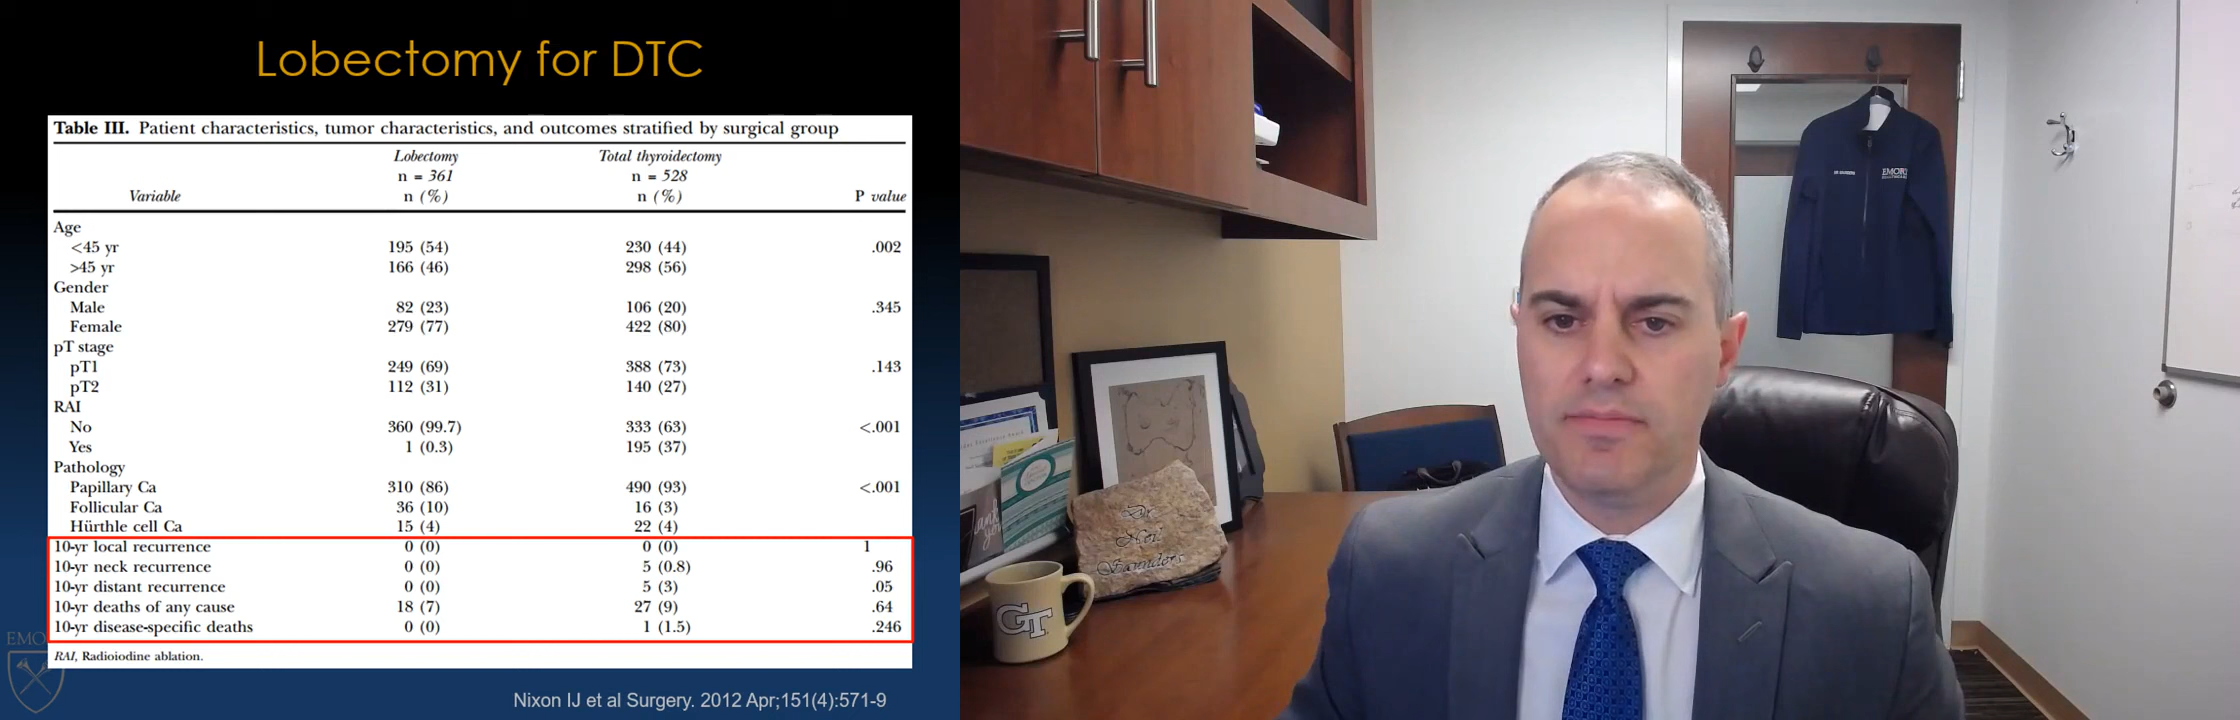 Lobectomy for DTC
Table III. Patient characteristics, tumor characteristics, and outcomes stratified by surgical group
Lobectomy Total thyroidectomy
n = 361 n = 528
Variable n (%) n (%) P value
Age
<45 yr 195 (54) 230 (44) .002
>45 yr 166 (46) 298 (56)
Gender
Male 82 (23) 106 (20) .345
Female 279 (77) 422 (80)
pT stage
pT1 249 (69) 388 (73) .143
pT2 112 (31) 140 (27)
RAI
No 360 (99.7) 333 (63) <.001
Yes 1 (0.3) 195 (37)
Pathology
Papillary Ca 310 (86) 490 (93) <.001
Follicular Ca 36 (10) 16 (3)
Hürthle cell Ca 15 (4) 22 (4)
10-yr local recurrence 0 (0) 0 (0) 1
10-yr neck recurrence 0 (0) 5 (0.8) .96
10-yr distant recurrence 0 (0) 5 (3) .05
10-yr deaths of any cause 18 (7) 27 (9) .64
10-yr disease-specific deaths 0 (0) 1 (1.5) .246
RAI, Radioiodine ablation.
EMO
Nixon IJ et al Surgery. 2012 Apr;151(4):571-9
EMORY
Dr
Neil
Saunders
GT